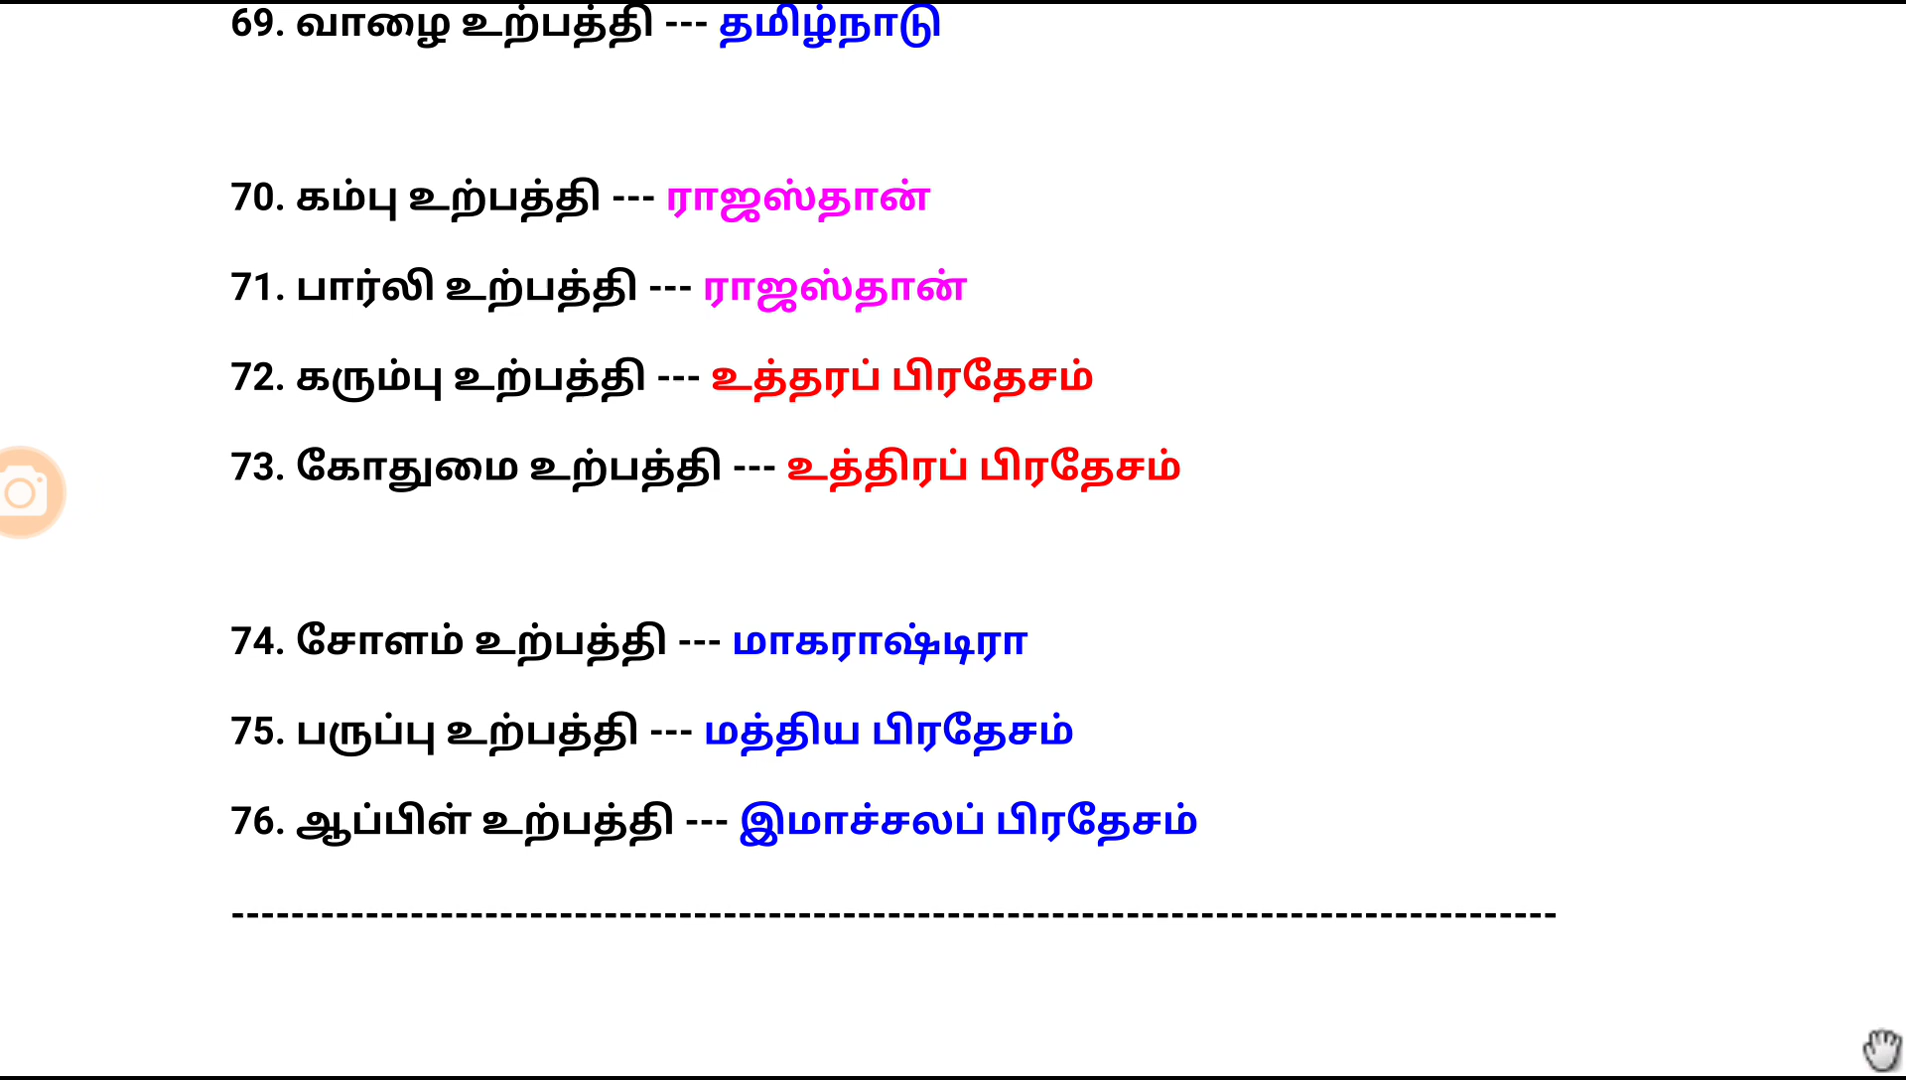 69. வாழை உற்பத்தி --- தமிழ்நாடு
70. கம்பு உற்பத்தி --- ராஜஸ்தான்
71. பார்லி உற்பத்தி --- ராஜஸ்தான்
72. கரும்பு உற்பத்தி --- உத்தரப் பிரதேசம்
73. கோதுமை உற்பத்தி --- உத்திரப் பிரதேசம்
74. சோளம் உற்பத்தி --- மாகராஷ்டிரா
75. பருப்பு உற்பத்தி --- மத்திய பிரதேசம்
76. ஆப்பிள் உற்பத்தி --- இமாச்சலப் பிரதேசம்
-----------------------------------------------------------------------------------------